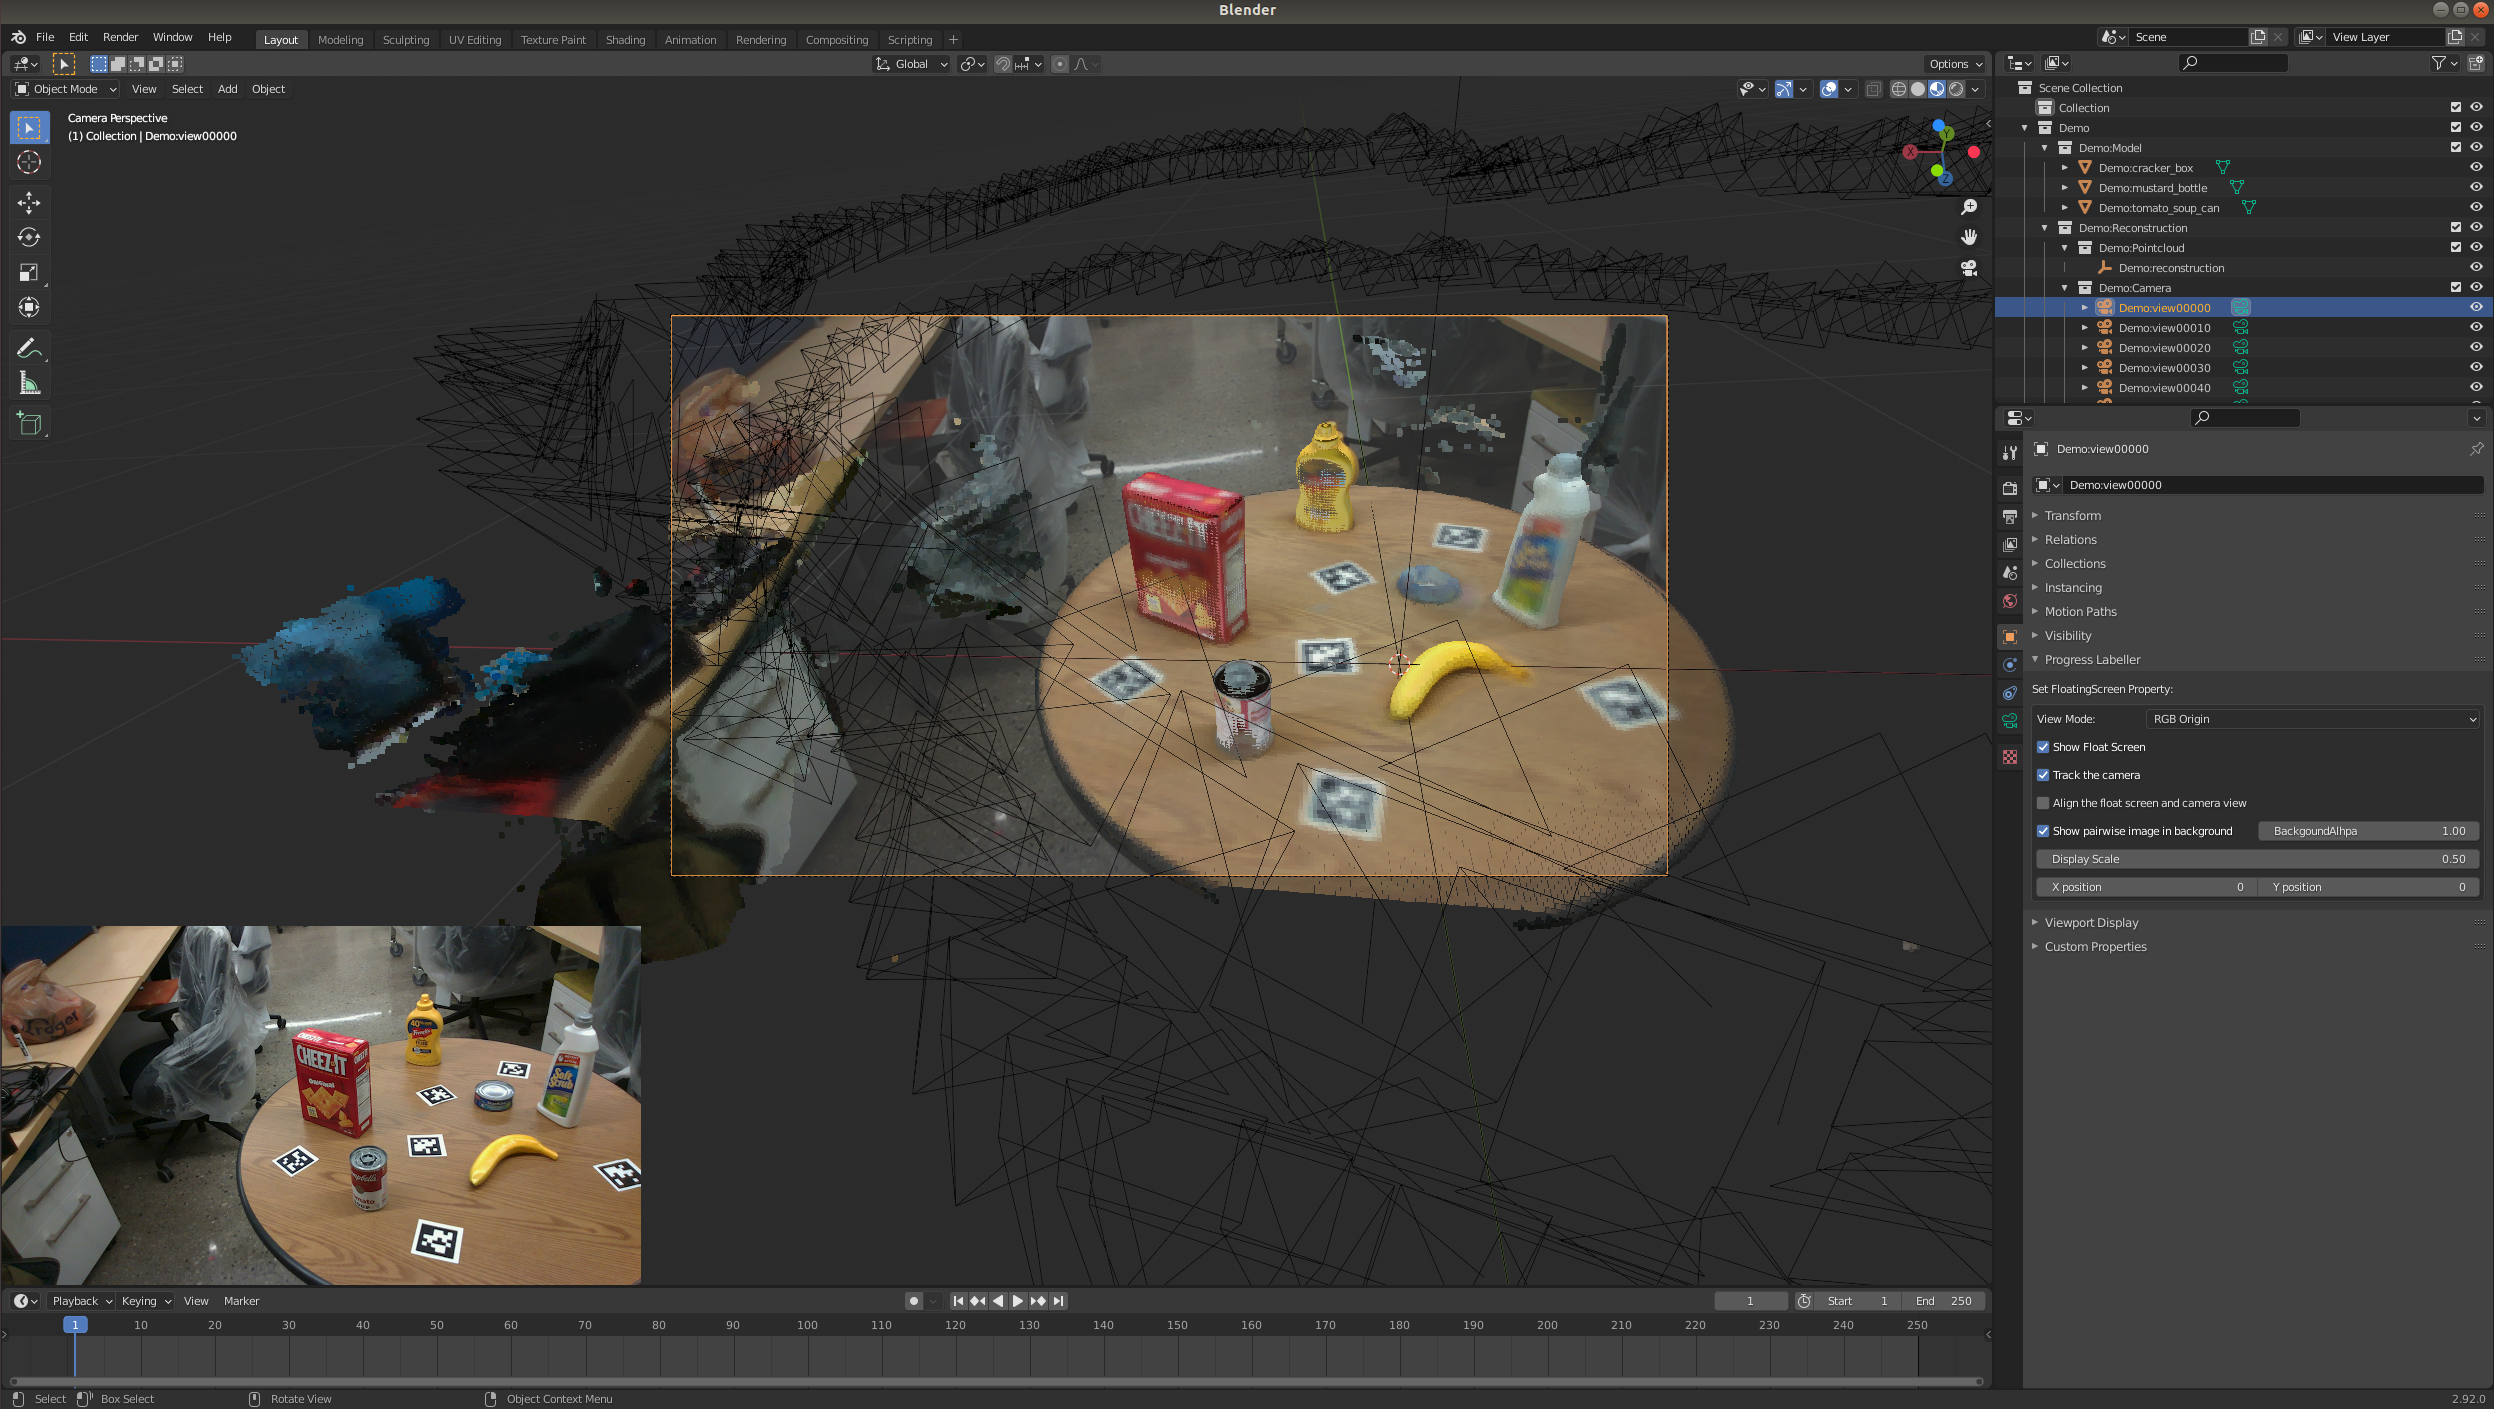 Blender
File Edit Render Window Help
Layout Modeling Sculpting UV Editing Texture Paint Shading Animation Rendering Compositing Scripting +
Scene
View Layer
Global
Options
Object Mode View Select Add Object
Camera Perspective
(1) Collection | Demo:view00000
Y
X
Z
Scene Collection
Collection
Demo
Demo:Model
Demo:cracker_box
Demo:mustard_bottle
Demo:tomato_soup_can
Demo:Reconstruction
Demo:Pointcloud
Demo:reconstruction
Demo:Camera
Demo:view00000
Demo:view00010
Demo:view00020
Demo:view00030
Demo:view00040
Demo:view00000
Demo:view00000
Transform
Relations
Collections
Instancing
Motion Paths
Visibility
Progress Labeller
Set FloatingScreen Property:
View Mode: RGB Origin
Show Float Screen
Track the camera
Align the float screen and camera view
Show pairwise image in background BackgoundAlhpa 1.00
Display Scale 0.50
X position 0 Y position 0
Viewport Display
Custom Properties
CHEEZ-IT
CHEEZ-IT
ORIGINAL
40%
Soft
Scrub
Campbell's
Tomato
Playback Keying View Marker
1
Start 1 End 250
1 10 20 30 40 50 60 70 80 90 100 110 120 130 140 150 160 170 180 190 200 210 220 230 240 250
Select Box Select Rotate View Object Context Menu
2.92.0